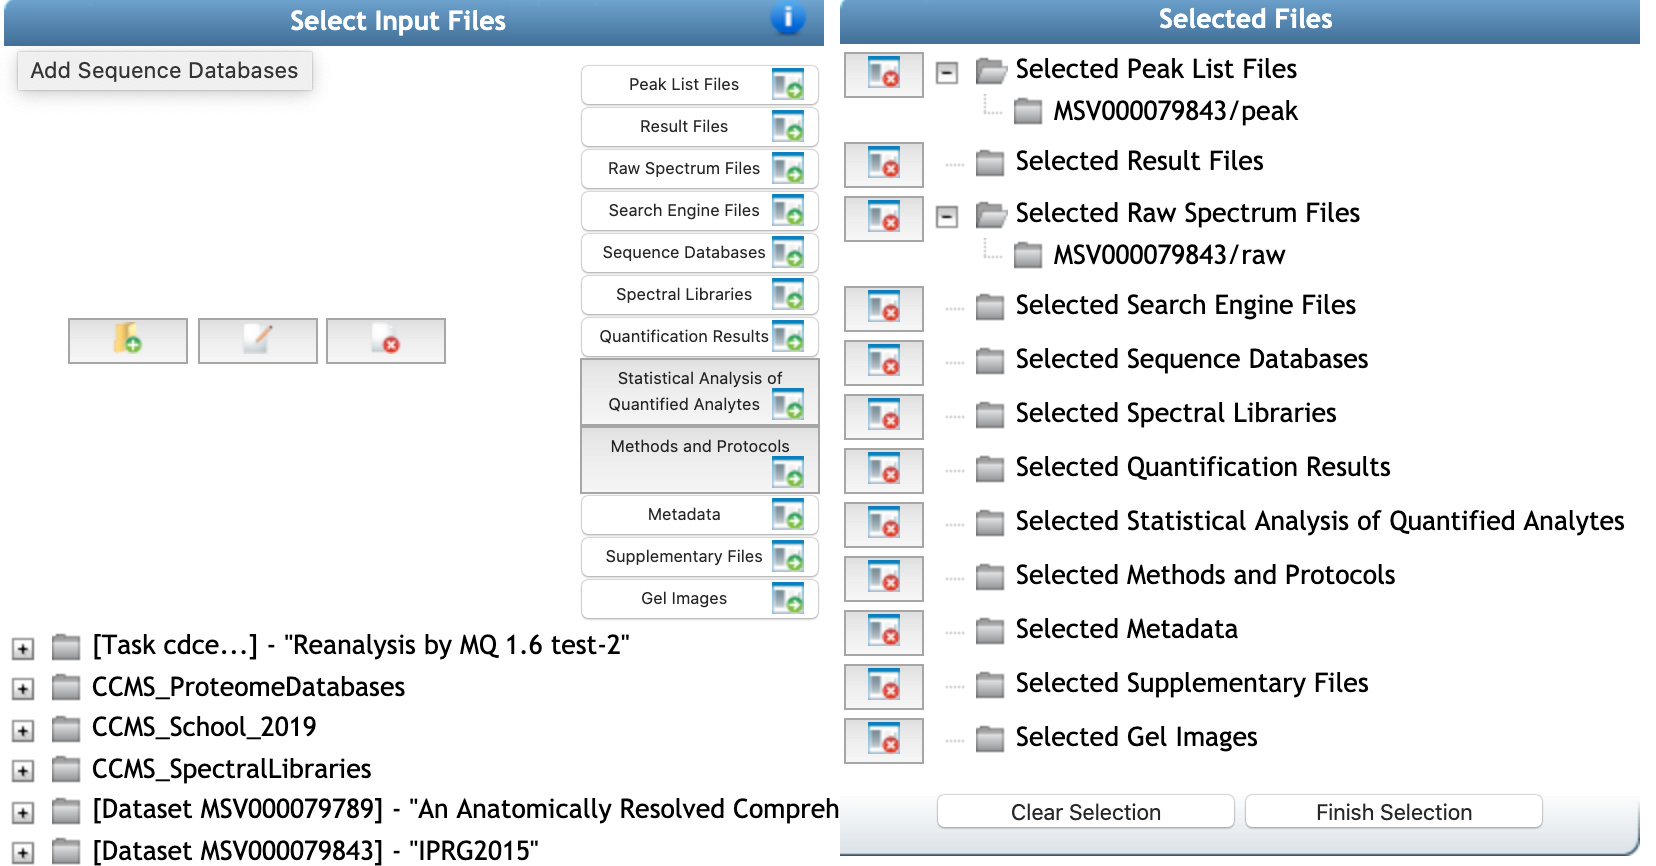 Select Input Files
Add Sequence Databases
Peak List Files
Result Files
Raw Spectrum Files
Search Engine Files
Sequence Databases
Spectral Libraries
Quantification Results
Statistical Analysis of
Quantified Analytes
Methods and Protocols
Metadata
Supplementary Files
Gel Images
[Task cdce...] - "Reanalysis by MQ 1.6 test-2"
CCMS_ProteomeDatabases
CCMS_School_2019
CCMS_SpectralLibraries
[Dataset MSV000079789] - "An Anatomically Resolved Compreh
[Dataset MSV000079843] - "IPRG2015"
Selected Files
Selected Peak List Files
MSV000079843/peak
Selected Result Files
Selected Raw Spectrum Files
MSV000079843/raw
Selected Search Engine Files
Selected Sequence Databases
Selected Spectral Libraries
Selected Quantification Results
Selected Statistical Analysis of Quantified Analytes
Selected Methods and Protocols
Selected Metadata
Selected Supplementary Files
Selected Gel Images
Clear Selection
Finish Selection